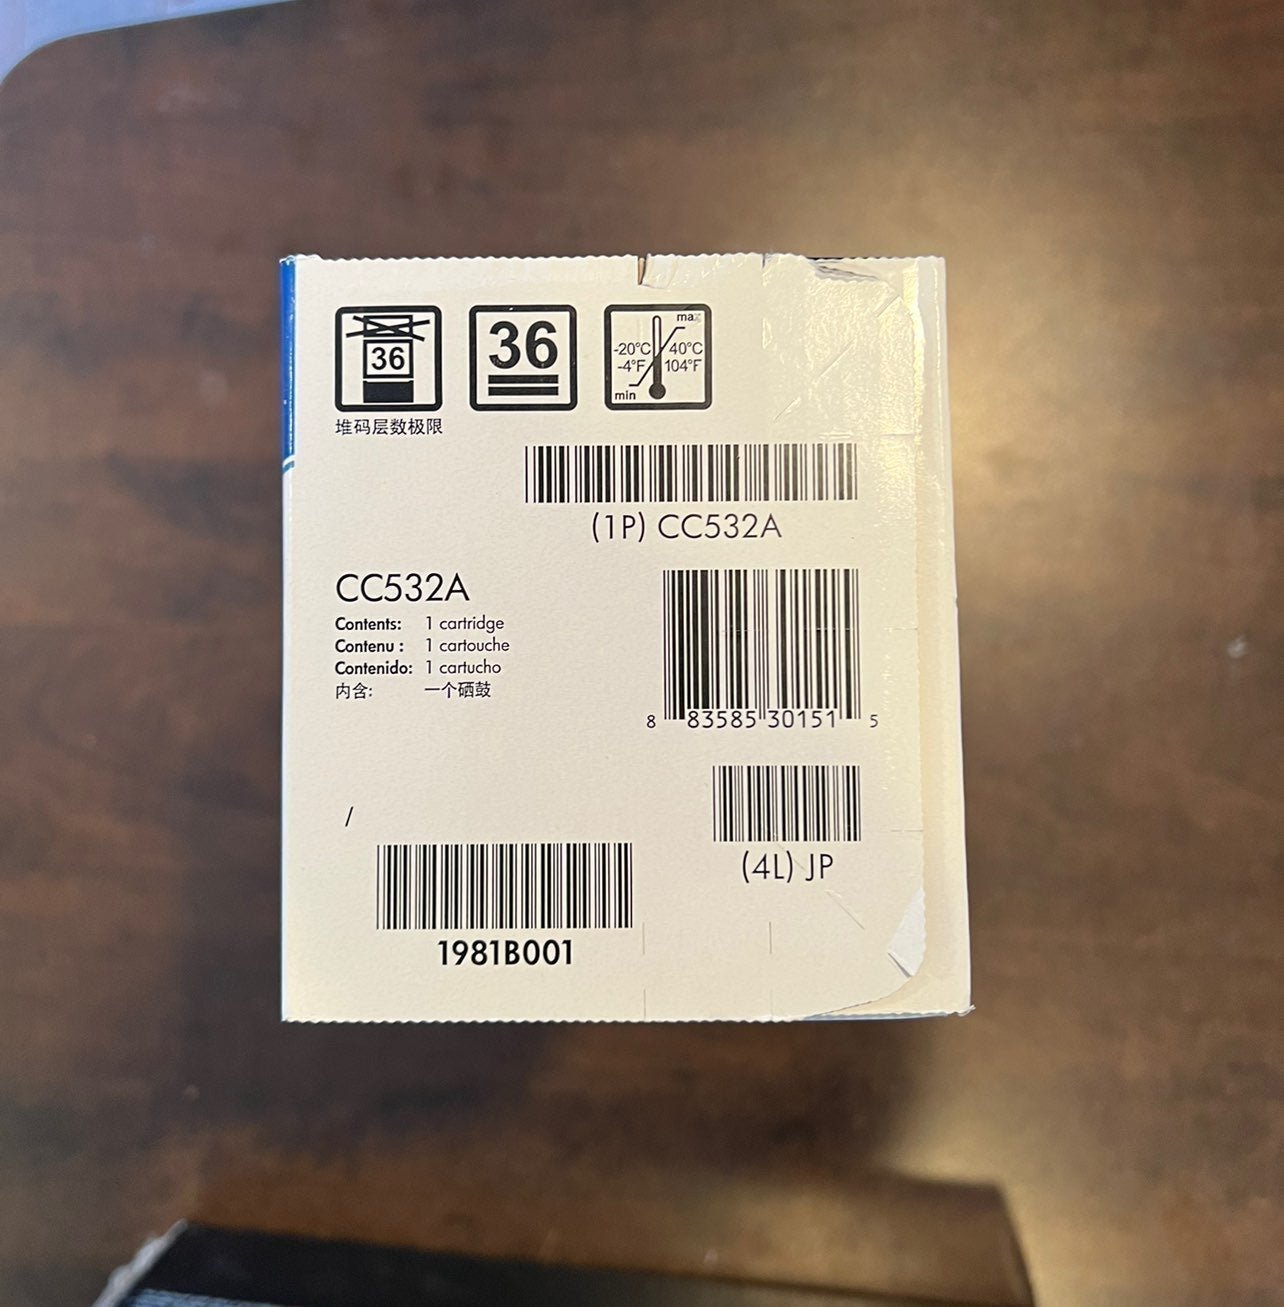 36
36
max
-20°C 40°C
-4°F 104°F
min
堆码层数极限
(1P) CC532A
CC532A
Contents: 1 cartridge
Contenu : 1 cartouche
Contenido: 1 cartucho
内含: 一个硒鼓
8 83585 30151 5
/
(4L) JP
1981B001